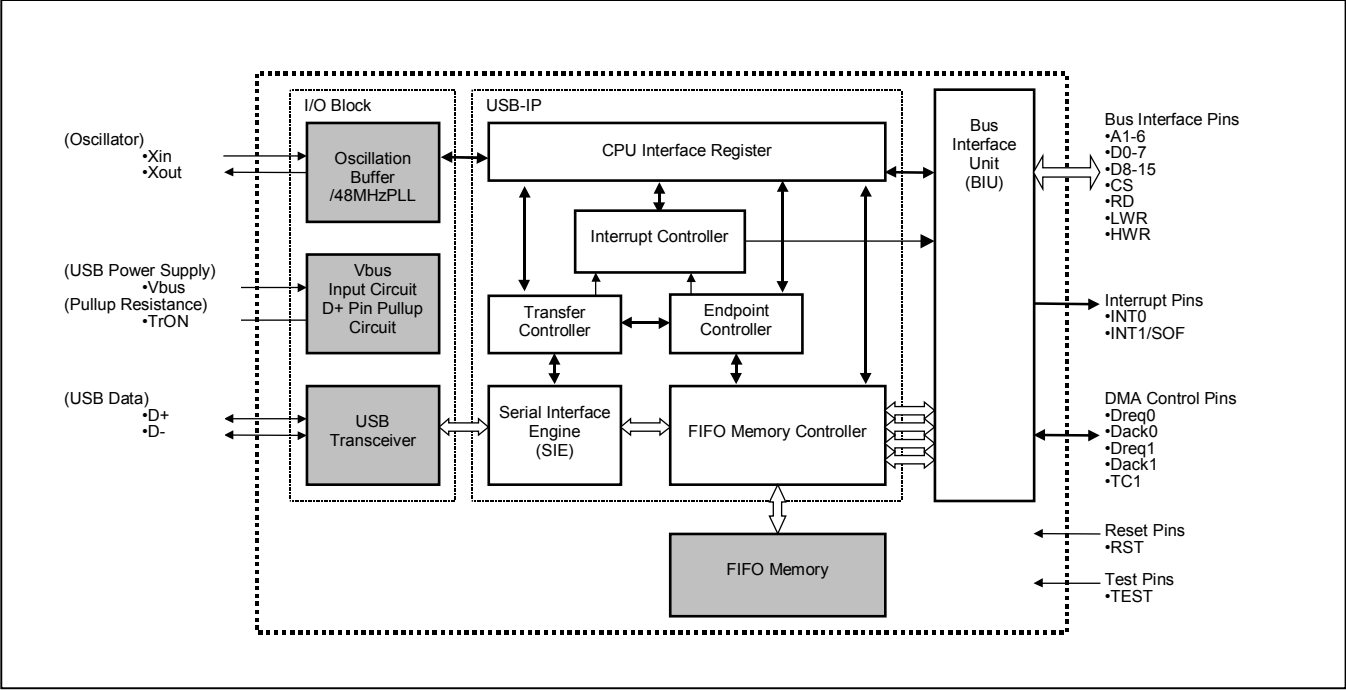 I/O Block
USB-IP
(Oscillator)
•Xin
•Xout
Oscillation
Buffer
/48MHzPLL
CPU Interface Register
Bus
Interface
Unit
(BIU)
Bus Interface Pins
•A1-6
•D0-7
•D8-15
•CS
•RD
•LWR
•HWR
Interrupt Controller
(USB Power Supply)
•Vbus
(Pullup Resistance)
•TrON
Vbus
Input Circuit
D+ Pin Pullup
Circuit
Transfer
Controller
Endpoint
Controller
Interrupt Pins
•INT0
•INT1/SOF
(USB Data)
•D+
•D-
USB
Transceiver
Serial Interface
Engine
(SIE)
FIFO Memory Controller
DMA Control Pins
•Dreq0
•Dack0
•Dreq1
•Dack1
•TC1
FIFO Memory
Reset Pins
•RST
Test Pins
•TEST